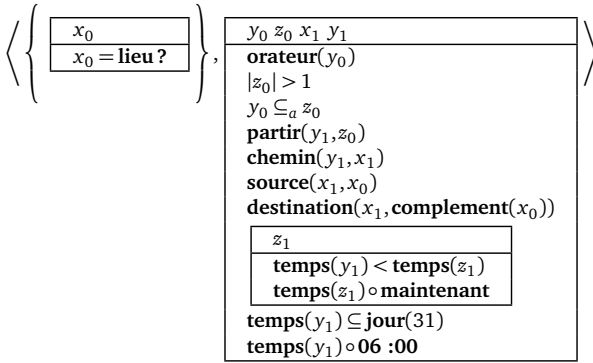 x₀
x₀ = lieu ?
,
y₀ z₀ x₁ y₁
orateur(y₀)
|z₀| > 1
y₀ ⊆ₐ z₀
partir(y₁,z₀)
chemin(y₁,x₁)
source(x₁,x₀)
destination(x₁,complement(x₀))
z₁
temps(y₁) < temps(z₁)
temps(z₁) ∘ maintenant
temps(y₁) ⊆ jour(31)
temps(y₁) ∘ 06 :00